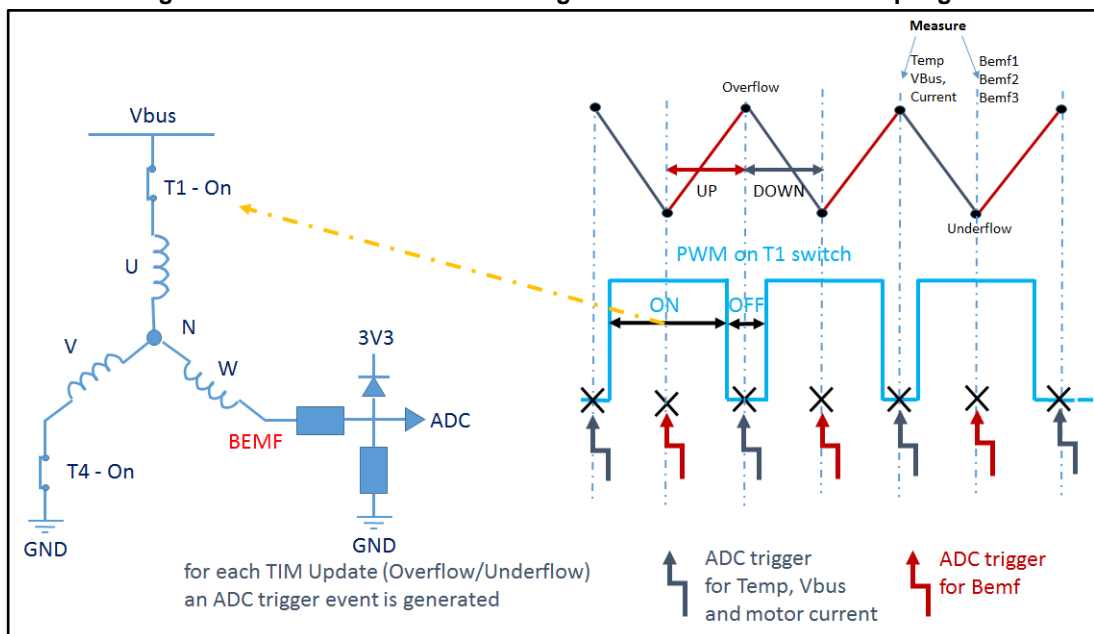 Vbus
T1 - On
U
N
V
W
3V3
ADC
BEMF
T4 - On
GND
GND
for each TIM Update (Overflow/Underflow)
an ADC trigger event is generated
Measure
Temp
VBus,
Current
Bemf1
Bemf2
Bemf3
Overflow
UP
DOWN
Underflow
PWM on T1 switch
ON
OFF
ADC trigger
for Temp, Vbus
and motor current
ADC trigger
for Bemf